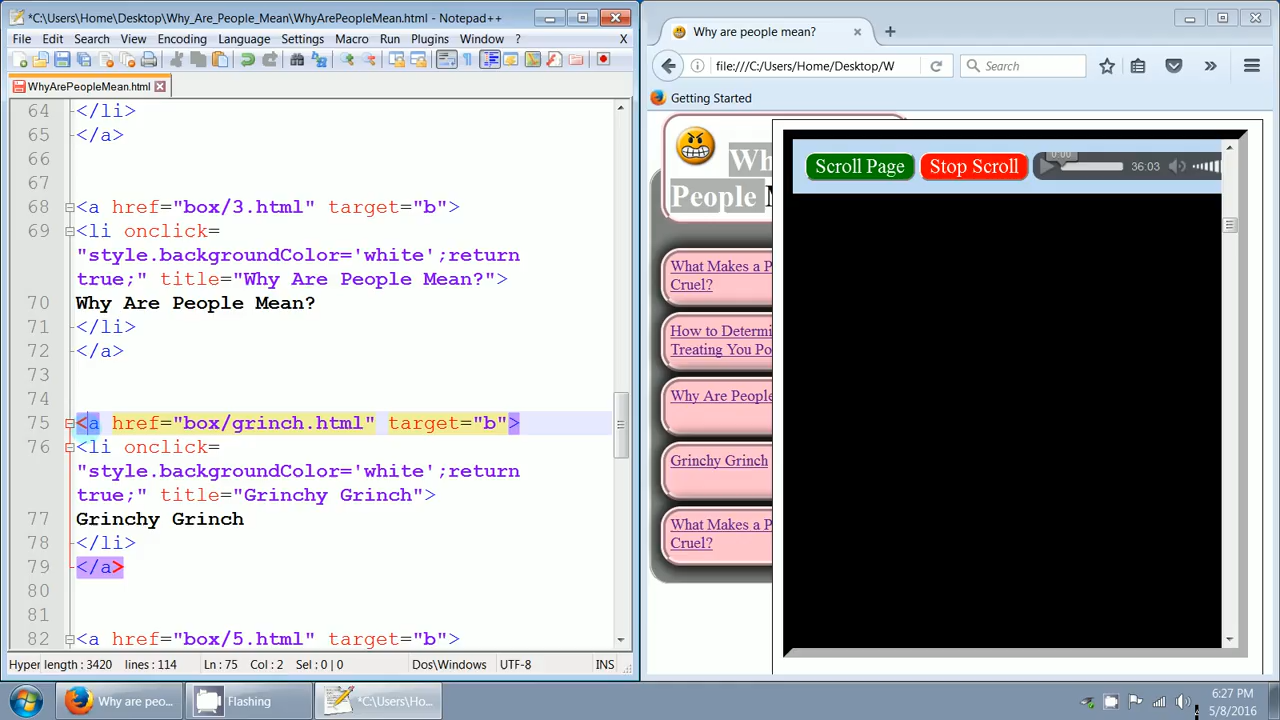 *C:\Users\Home\Desktop\Why_Are_People_Mean\WhyArePeopleMean.html - Notepad++
File Edit Search View Encoding Language Settings Macro Run Plugins Window ? X
WhyArePeopleMean.html
64 </li>
65 </a>
66
67
68 <a href="box/3.html" target="b">
69 <li onclick=
"style.backgroundColor='white';return
true;" title="Why Are People Mean?">
70 Why Are People Mean?
71 </li>
72 </a>
73
74
75 <a href="box/grinch.html" target="b">
76 <li onclick=
"style.backgroundColor='white';return
true;" title="Grinchy Grinch">
77 Grinchy Grinch
78 </li>
79 </a>
80
81
82 <a href="box/5.html" target="b">
Hyper length : 3420 lines : 114 Ln : 75 Col : 2 Sel : 0 | 0 Dos\Windows UTF-8 INS
Why are people mean?
file:///C:/Users/Home/Desktop/W
Search
Getting Started
Wh
People
Scroll Page Stop Scroll 0:00 36:03
What Makes a P
Cruel?
How to Determi
Treating You Po
Why Are People
Grinchy Grinch
What Makes a P
Cruel?
Why are peo... Flashing *C:\Users\Ho...
6:27 PM
5/8/2016